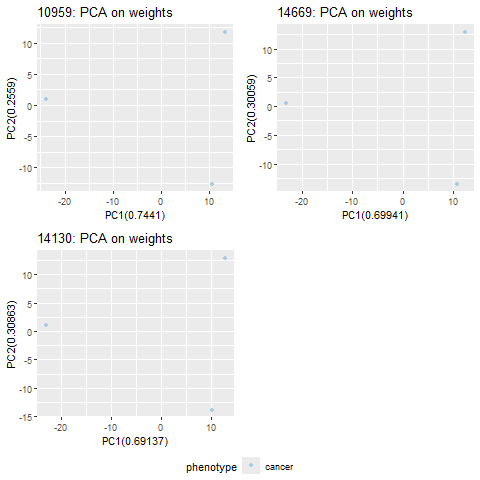 10959: PCA on weights
10
5
0
-5
-10
PC2(0.2559)
-20
-10
0
10
PC1(0.7441)
14669: PCA on weights
10
5
0
-5
-10
PC2(0.30059)
-20
-10
0
10
PC1(0.69941)
14130: PCA on weights
10
5
0
-5
-10
-15
PC2(0.30863)
-20
-10
0
10
PC1(0.69137)
phenotype cancer